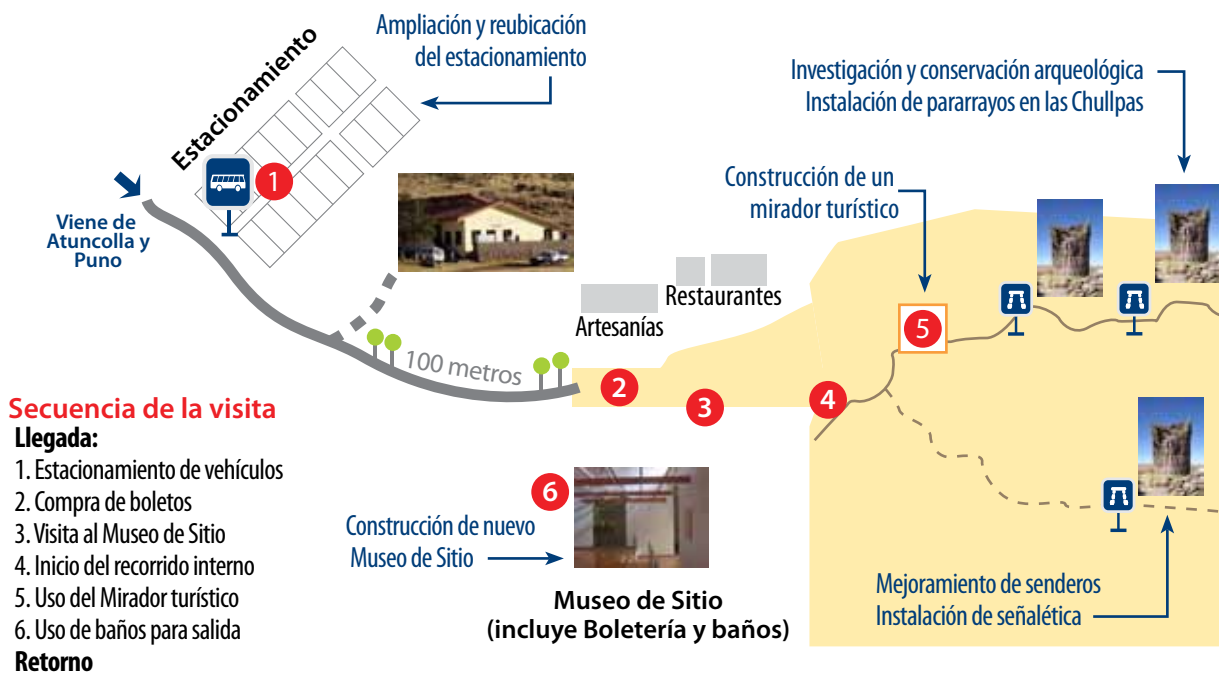 Ampliación y reubicación
del estacionamiento
Estacionamiento
1
Viene de
Atuncolla y
Puno
Investigación y conservación arqueológica
Instalación de pararrayos en las Chullpas
Construcción de un
mirador turístico
Restaurantes
Artesanías
100 metros
2
3
4
5
6
Secuencia de la visita
Llegada:
1. Estacionamiento de vehículos
2. Compra de boletos
3. Visita al Museo de Sitio
4. Inicio del recorrido interno
5. Uso del Mirador turístico
6. Uso de baños para salida
Retorno
Construcción de nuevo
Museo de Sitio
Museo de Sitio
(incluye Boletería y baños)
Mejoramiento de senderos
Instalación de señalética